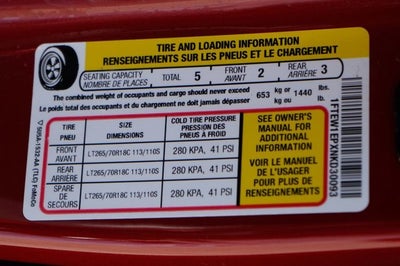 TIRE AND LOADING INFORMATION
RENSEIGNEMENTS SUR LES PNEUS ET LE CHARGEMENT
SEATING CAPACITY
NOMBRE DE PLACES
TOTAL 5
FRONT
AVANT 2
REAR
ARRIÈRE 3
The combined weight of occupants and cargo should never exceed
Le poids total des occupants et du chargement ne doit jamais dépasser
653 kg or kg ou 1440 lbs. lb.
TIRE
PNEU
SIZE
DIMENSIONS
COLD TIRE PRESSURE
PRESSION DES
PNEUS À FROID
FRONT
AVANT
LT265/70R18C 113/110S
280 KPA, 41 PSI
REAR
ARRIÈRE
LT265/70R18C 113/110S
280 KPA, 41 PSI
SPARE
DE SECOURS
LT265/70R18C 113/110S
280 KPA, 41 PSI
SEE OWNER'S
MANUAL FOR
ADDITIONAL
INFORMATION
VOIR LE MANUEL
DE L'USAGER
POUR PLUS DE
RENSEIGNEMENTS